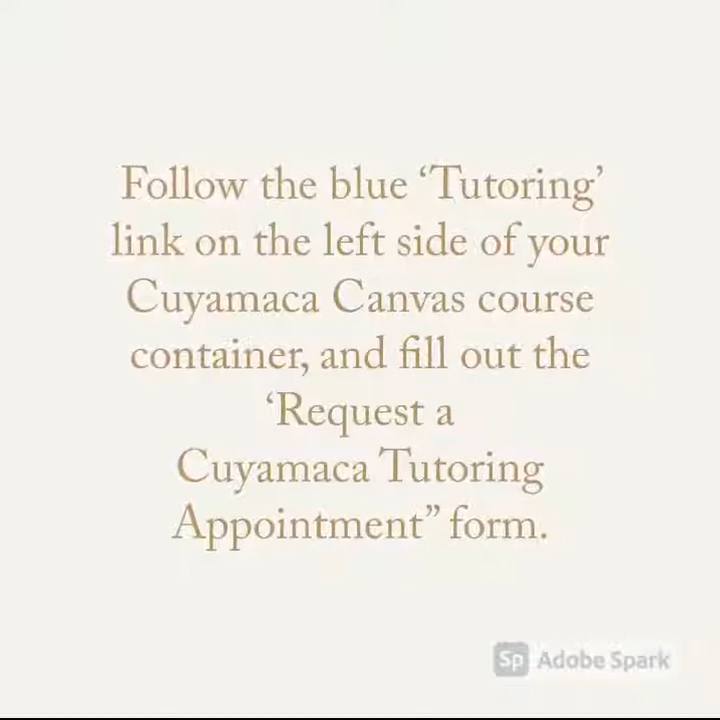 Follow the blue ‘Tutoring’
link on the left side of your
Cuyamaca Canvas course
container, and fill out the
‘Request a
Cuyamaca Tutoring
Appointment” form.
Sp Adobe Spark